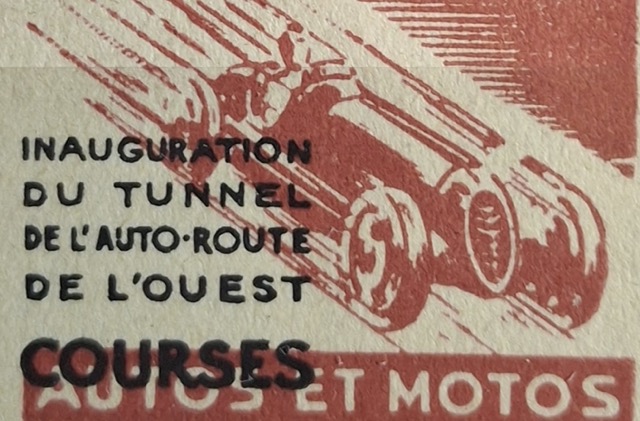 INAUGURATION
DU TUNNEL
DE L'AUTO-ROUTE
DE L'OUEST
COURSES
AUTOS ET MOTOS